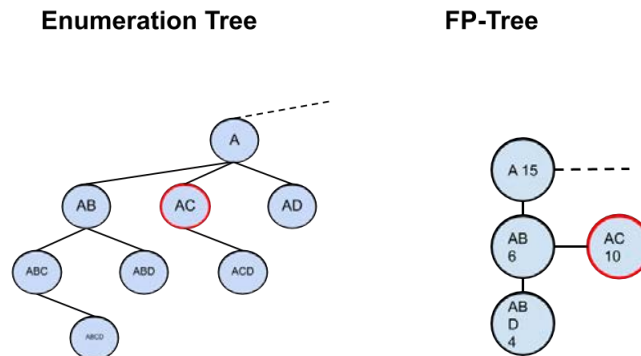 Enumeration Tree
FP-Tree
A
AB
AC
AD
ABC
ABD
ACD
ABCD
A 15
AB
6
AC
10
AB
D
4